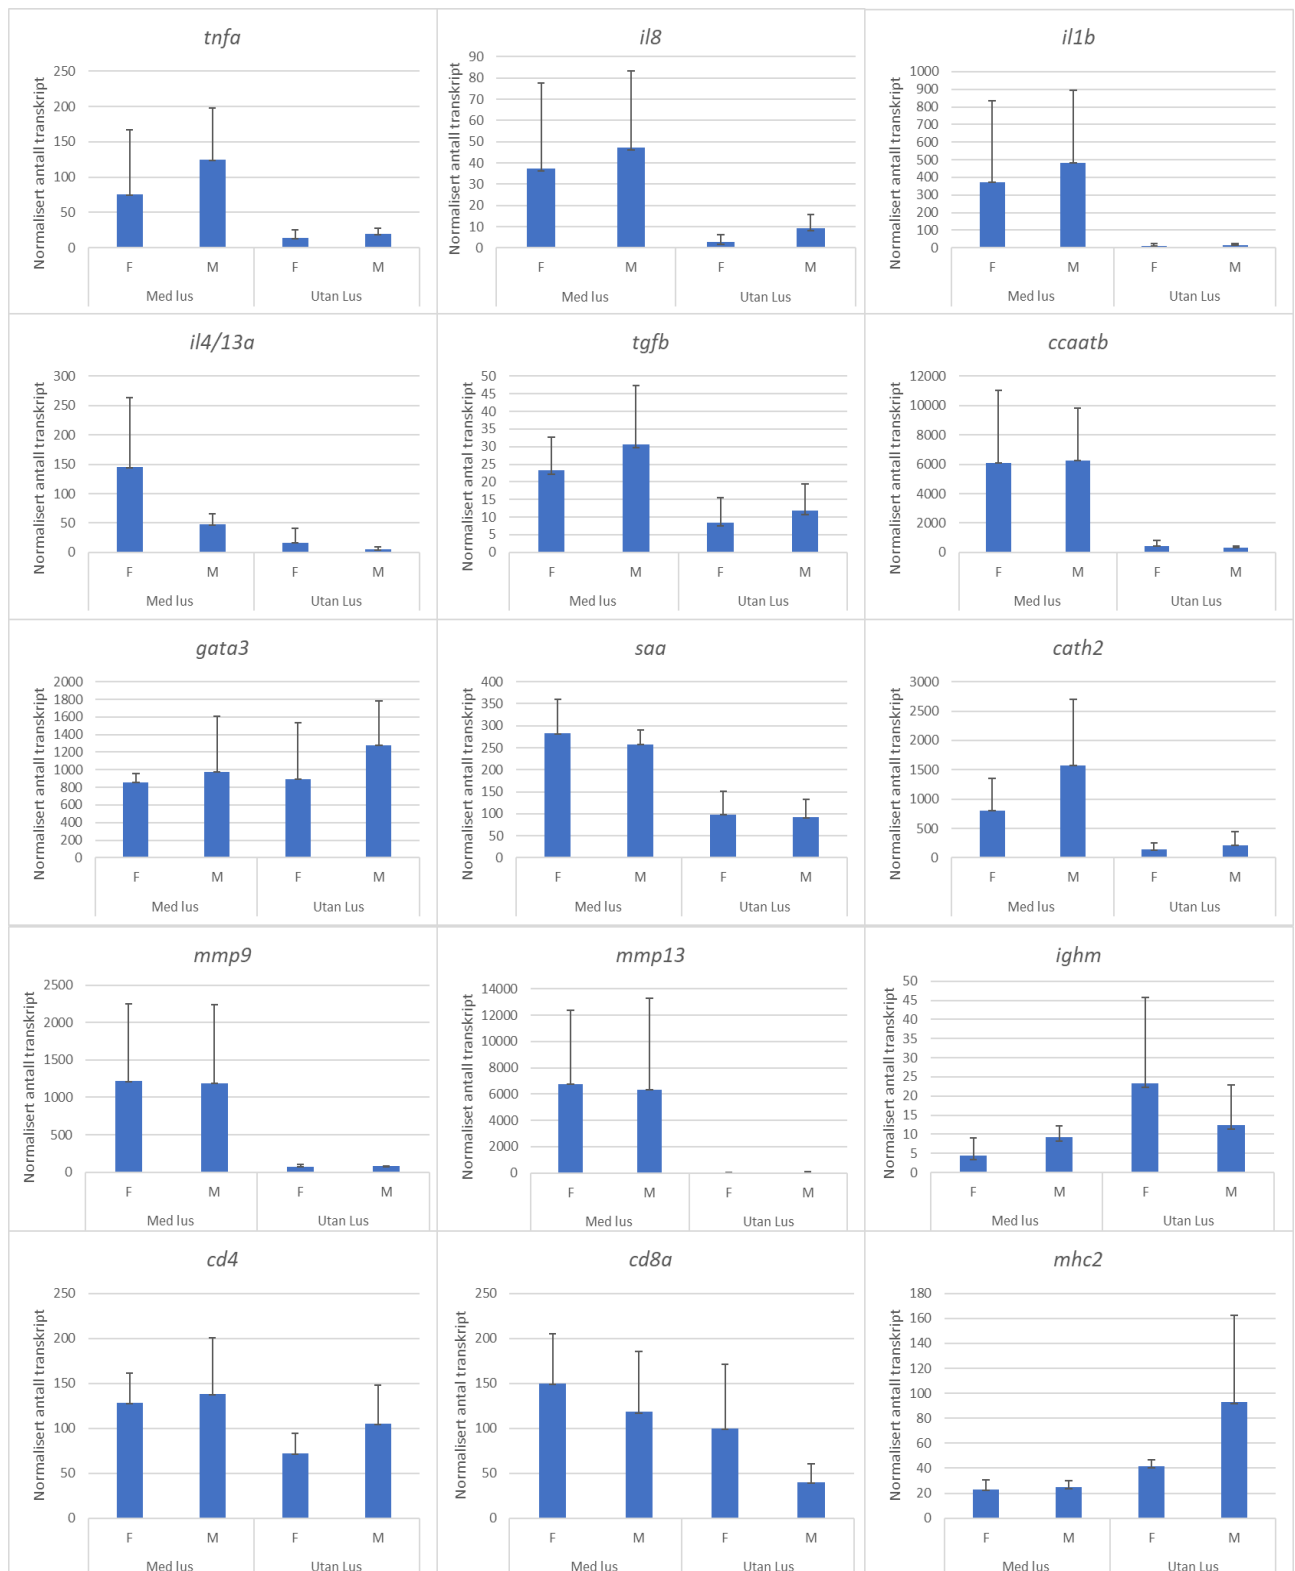 tnfa
Normalisert antall transkript
250
200
150
100
50
0
F M F M
Med lus Utan Lus
il8
Normalisert antall transkript
90
80
70
60
50
40
30
20
10
0
F M F M
Med lus Utan Lus
il1b
Normalisert antall transkript
1000
900
800
700
600
500
400
300
200
100
0
F M F M
Med lus Utan Lus
il4/13a
Normalisert antall transkript
300
250
200
150
100
50
0
F M F M
Med lus Utan Lus
tgfb
Normalisert antal transkript
50
45
40
35
30
25
20
15
10
5
0
F M F M
Med lus Utan Lus
ccaatb
Normalisert antall transkript
12000
10000
8000
6000
4000
2000
0
F M F M
Med lus Utan Lus
gata3
Normalisert antall transkript
2000
1800
1600
1400
1200
1000
800
600
400
200
0
F M F M
Med lus Utan Lus
saa
Normalisert antall transkript
400
350
300
250
200
150
100
50
0
F M F M
Med lus Utan Lus
cath2
Normalisert antall transkript
3000
2500
2000
1500
1000
500
0
F M F M
Med lus Utan Lus
mmp9
Normalisert antall transkript
2500
2000
1500
1000
500
0
F M F M
Med lus Utan Lus
mmp13
Normaliset antall transkript
14000
12000
10000
8000
6000
4000
2000
0
F M F M
Med lus Utan Lus
ighm
Normalisert antall transkript
50
45
40
35
30
25
20
15
10
5
0
F M F M
Med lus Utan Lus
cd4
Normalisert antall transkript
250
200
150
100
50
0
F M F M
Med lus Utan Lus
cd8a
Normalisert antal transkript
250
200
150
100
50
0
F M F M
Med lus Utan Lus
mhc2
Normalisert antall transkript
180
160
140
120
100
80
60
40
20
0
F M F M
Med lus Utan Lus